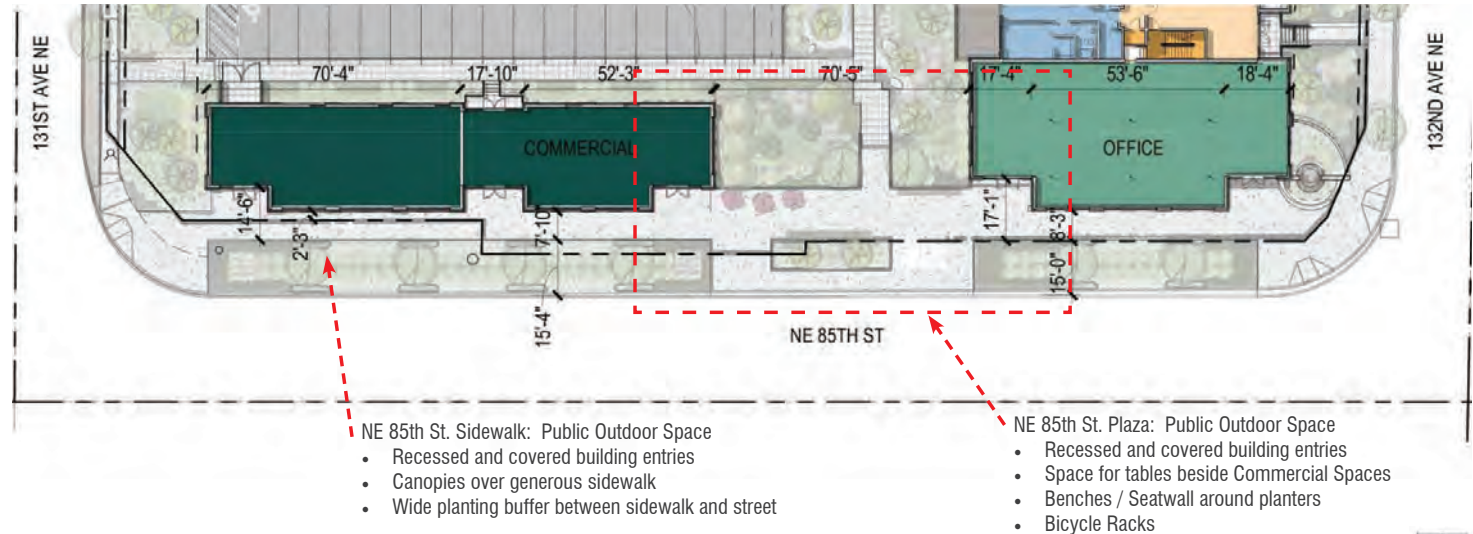 70'-4"
17'-10"
52'-3"
70'-5"
17'-4"
53'-6"
18'-4"
131ST AVE NE
132ND AVE NE
COMMERCIAL
OFFICE
14'-6"
2'-3"
7'-10"
17'-1"
8'-3"
15'-0"
15'-4"
NE 85TH ST
NE 85th St. Sidewalk: Public Outdoor Space
• Recessed and covered building entries
• Canopies over generous sidewalk
• Wide planting buffer between sidewalk and street
NE 85th St. Plaza: Public Outdoor Space
• Recessed and covered building entries
• Space for tables beside Commercial Spaces
• Benches / Seatwall around planters
• Bicycle Racks